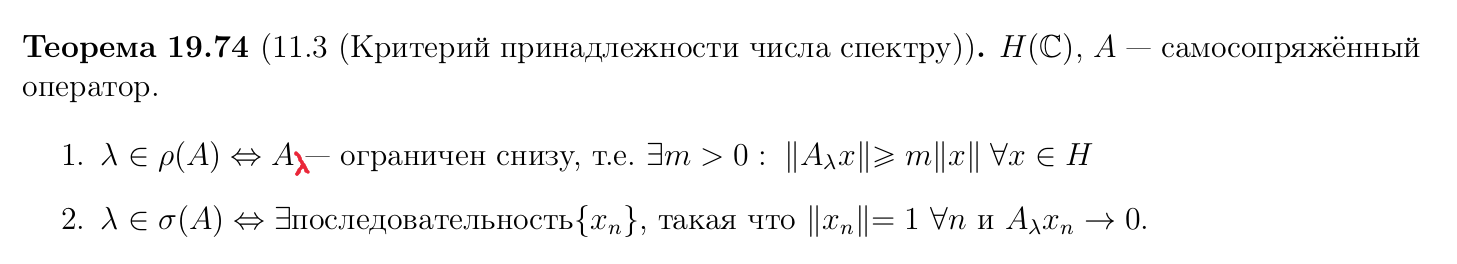 Теорема 19.74 (11.3 (Критерий принадлежности числа спектру)). H(ℂ), A — самосопряжённый
оператор.
1. λ ∈ ρ(A) ⇔ A_λ — ограничен снизу, т.е. ∃m > 0 : ‖A_λx‖⩾ m‖x‖ ∀x ∈ H
2. λ ∈ σ(A) ⇔ ∃последовательность{x_n}, такая что ‖x_n‖= 1 ∀n и A_λx_n → 0.